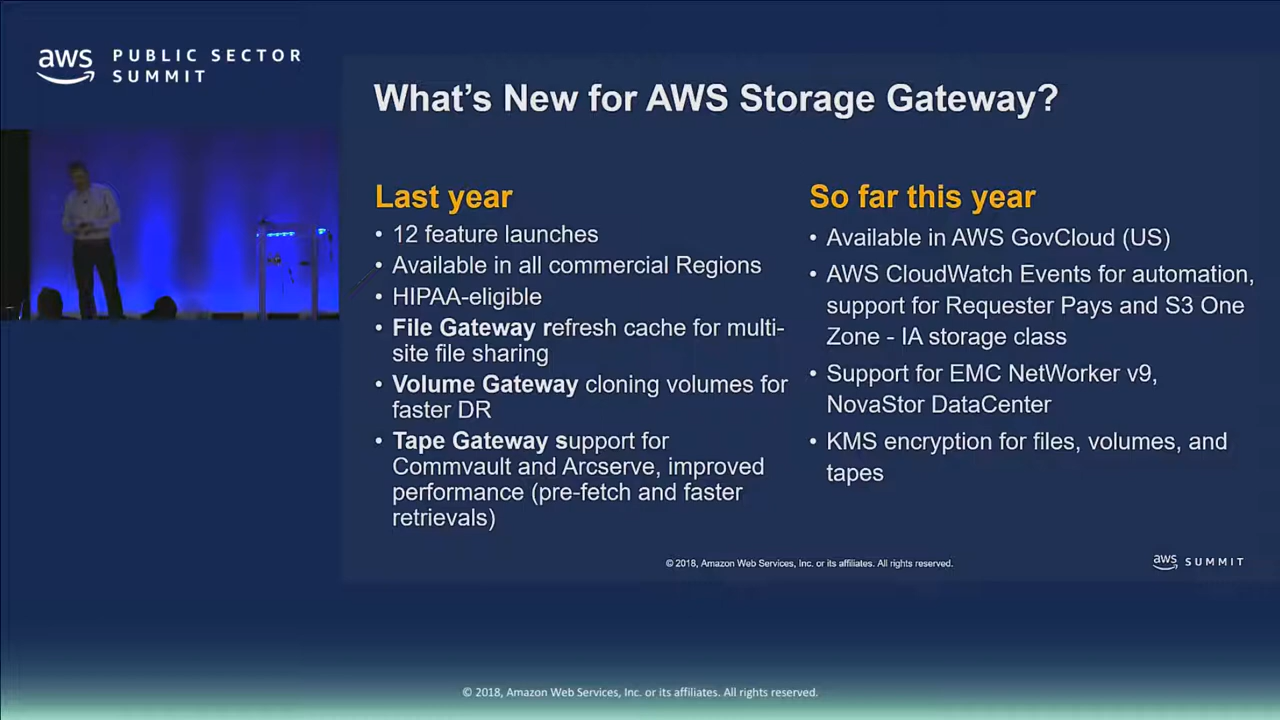 aws PUBLIC SECTOR
SUMMIT
What's New for AWS Storage Gateway?
Last year
• 12 feature launches
• Available in all commercial Regions
• HIPAA-eligible
• File Gateway refresh cache for multi-
site file sharing
• Volume Gateway cloning volumes for
faster DR
• Tape Gateway support for
Commvault and Arcserve, improved
performance (pre-fetch and faster
retrievals)
So far this year
• Available in AWS GovCloud (US)
• AWS CloudWatch Events for automation,
support for Requester Pays and S3 One
Zone - IA storage class
• Support for EMC NetWorker v9,
NovaStor DataCenter
• KMS encryption for files, volumes, and
tapes
© 2018, Amazon Web Services, Inc. or its affiliates. All rights reserved.
aws SUMMIT
© 2018, Amazon Web Services, Inc. or its affiliates. All rights reserved.